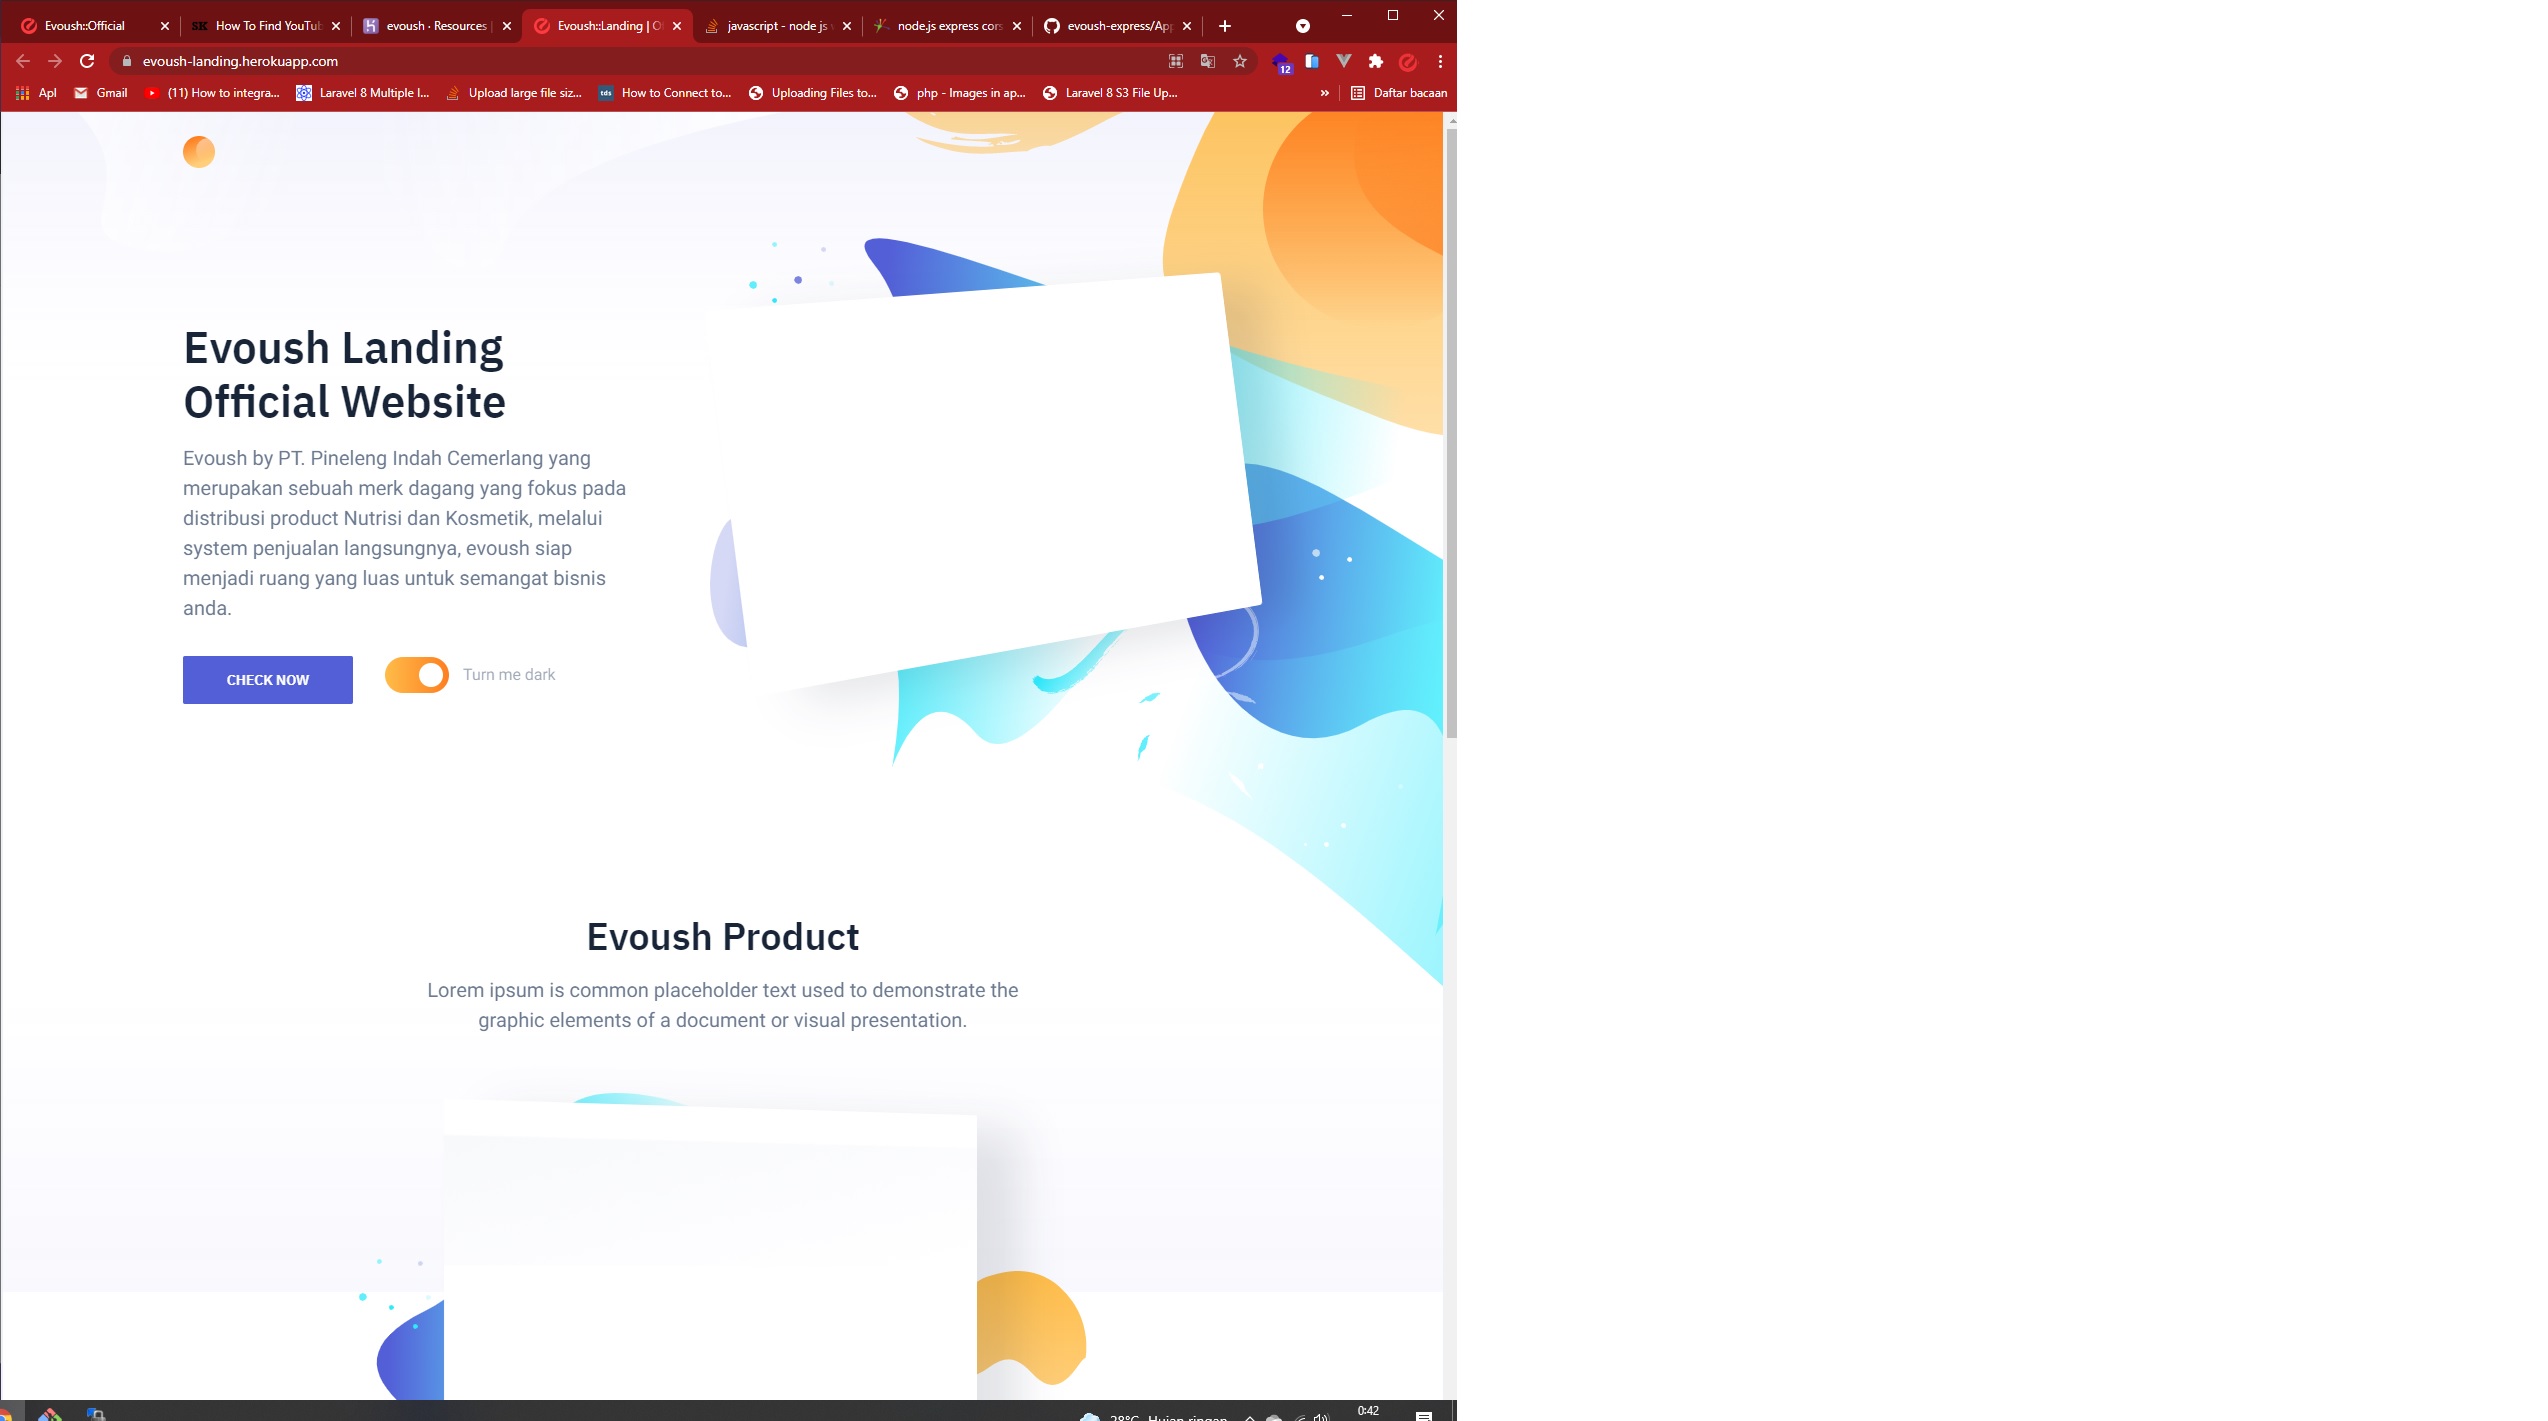 Evoush::Official
SK How To Find YouTub
evoush · Resources |
Evoush::Landing | O
javascript - node js
node.js express cors
evoush-express/App
evoush-landing.herokuapp.com
12
Apl
Gmail
(11) How to integra...
Laravel 8 Multiple I...
Upload large file siz...
tds How to Connect to...
Uploading Files to...
php - Images in ap...
Laravel 8 S3 File Up...
»
Daftar bacaan
Evoush Landing
Official Website
Evoush by PT. Pineleng Indah Cemerlang yang
merupakan sebuah merk dagang yang fokus pada
distribusi product Nutrisi dan Kosmetik, melalui
system penjualan langsungnya, evoush siap
menjadi ruang yang luas untuk semangat bisnis
anda.
CHECK NOW
Turn me dark
Evoush Product
Lorem ipsum is common placeholder text used to demonstrate the
graphic elements of a document or visual presentation.
28°C Hujan ringan
0:42